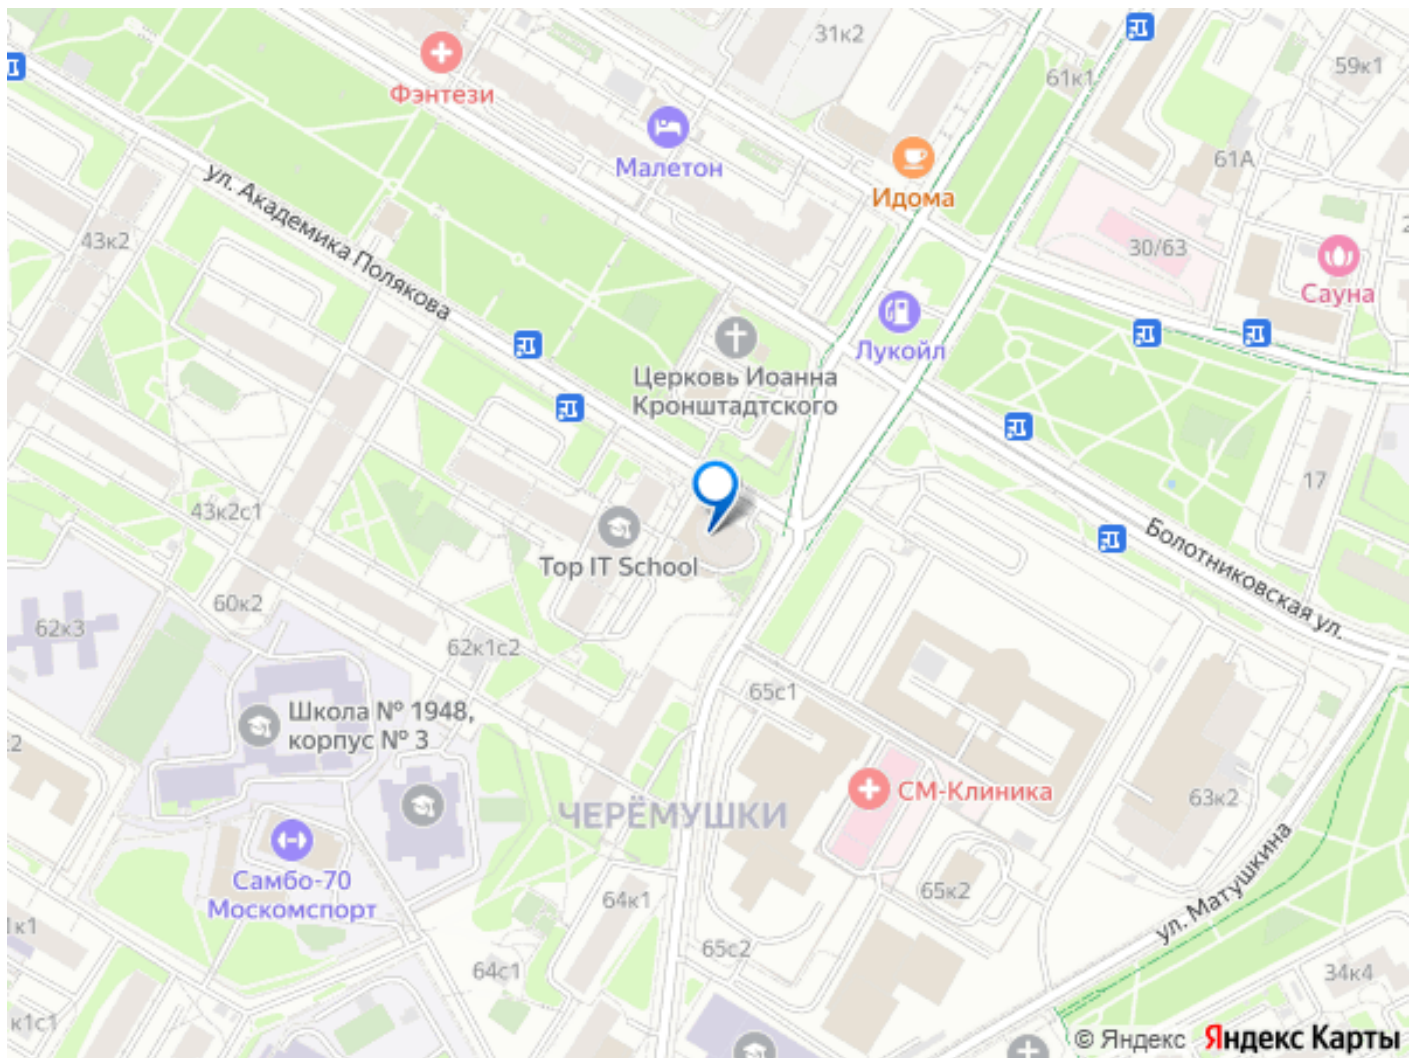 31к2
59к1
61к1
Фэнтези
Малетон
61А
Идома
ул. Академика Полякова
43к2
30/63
Сауна
Лукойл
Церковь Иоанна
Кронштадтского
17
43к2с1
Top IT School
Болотниковская ул.
60к2
62к3
62к1с2
65с1
Школа № 1948,
корпус № 3
СМ-Клиника
63к2
ЧЕРЁМУШКИ
ул. Матушкина
Самбо-70
Москомспорт
65к2
64к1
65с2
64с1
34к4
к1с1
© Яндекс Яндекс Карты